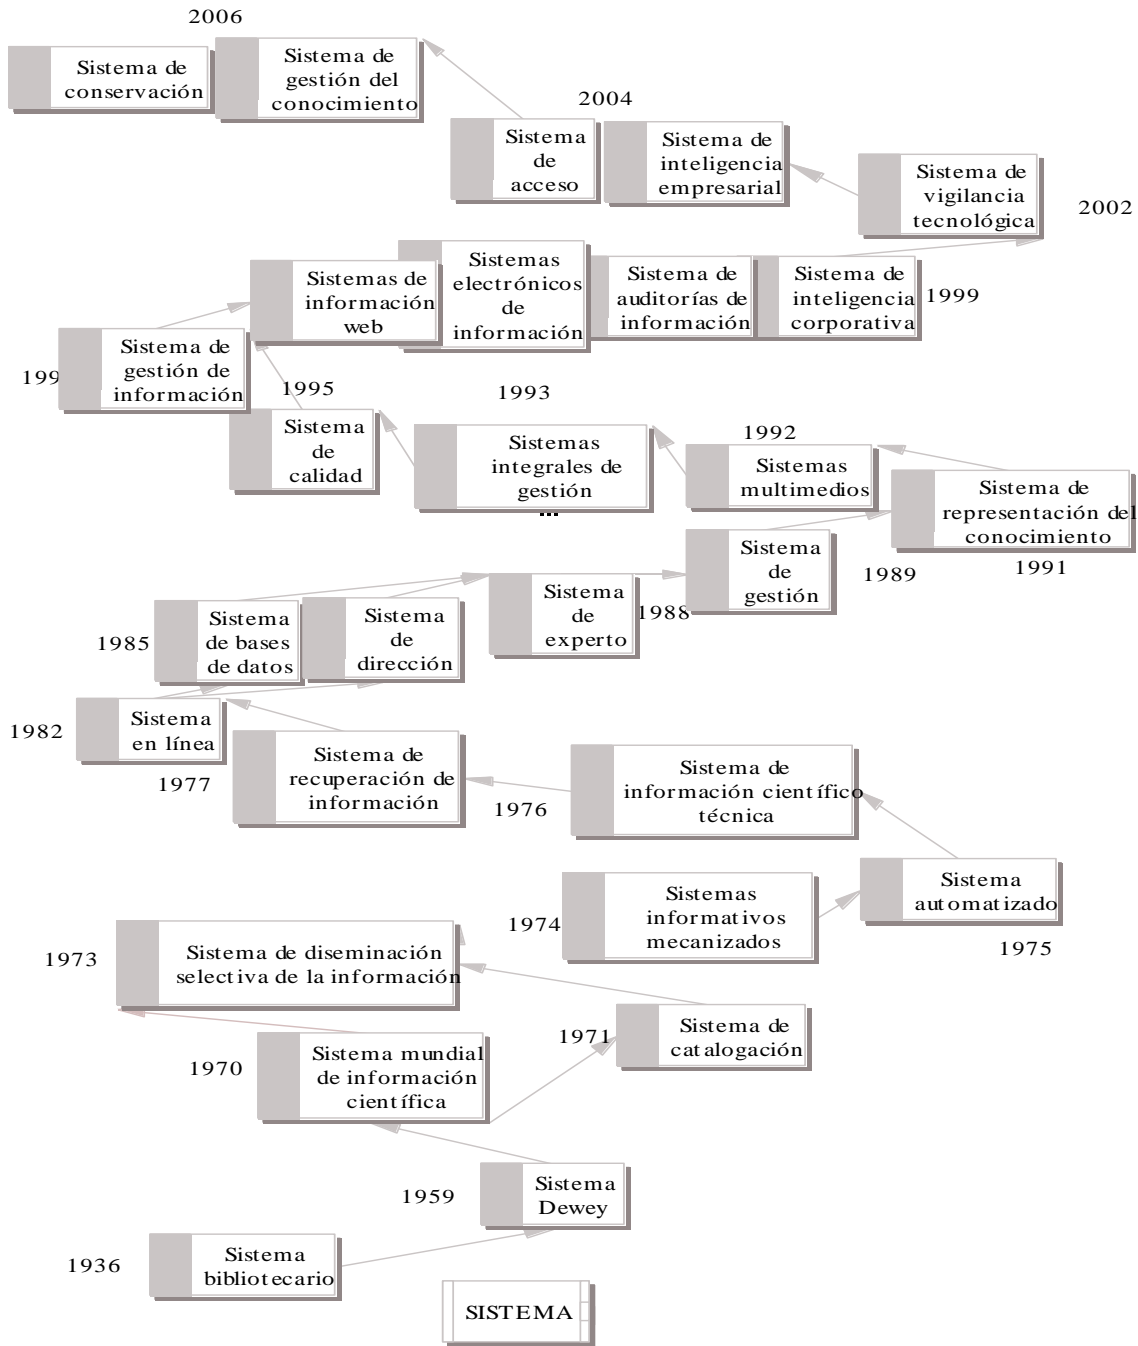 2006
Sistema de
conservación
Sistema de
gestión del
conocimiento
2004
Sistema
de
acceso
Sistema de
inteligencia
empresarial
Sistema de
vigilancia
tecnológica
2002
Sistemas de
información
web
Sistemas
electrónicos
de
información
Sistema de
auditorías de
información
Sistema de
inteligencia
corporativa
1999
199
Sistema de
gestión de
información
1995
Sistema
de
calidad
1993
Sistemas
integrales de
gestión
...
1992
Sistemas
multimedios
Sistema de
representación del
conocimiento
1991
Sistema
de
gestión
1989
1985
Sistema
de bases
de datos
Sistema
de
dirección
Sistema
de
experto
1988
1982
Sistema
en línea
1977
Sistema de
recuperación de
información
1976
Sistema de
información científico
técnica
Sistema
automatizado
1975
1974
Sistemas
informativos
mecanizados
1973
Sistema de diseminación
selectiva de la información
1971
Sistema de
catalogación
1970
Sistema mundial
de información
científica
1959
Sistema
Dewey
1936
Sistema
bibliotecario
SISTEMA